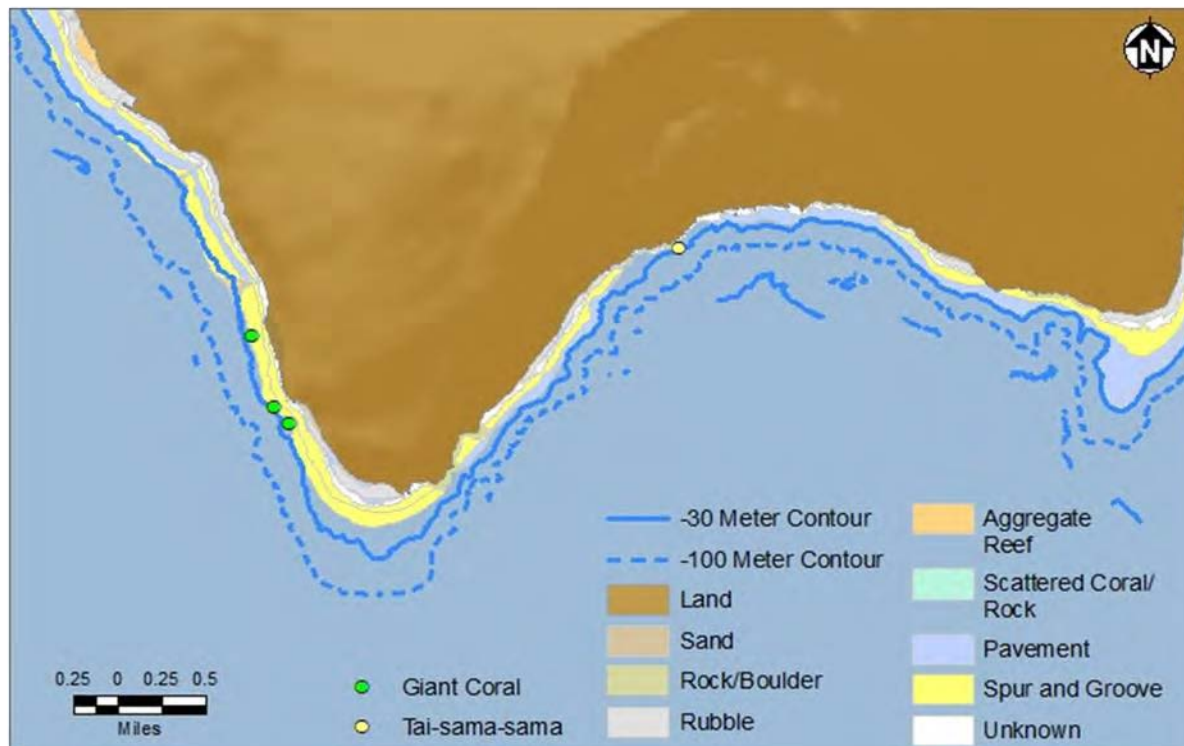 N
-30 Meter Contour
-100 Meter Contour
Land
Sand
Rock/Boulder
Rubble
Aggregate
Reef
Scattered Coral/
Rock
Pavement
Spur and Groove
Unknown
Giant Coral
Tai-sama-sama
0.25 0 0.25 0.5
Miles